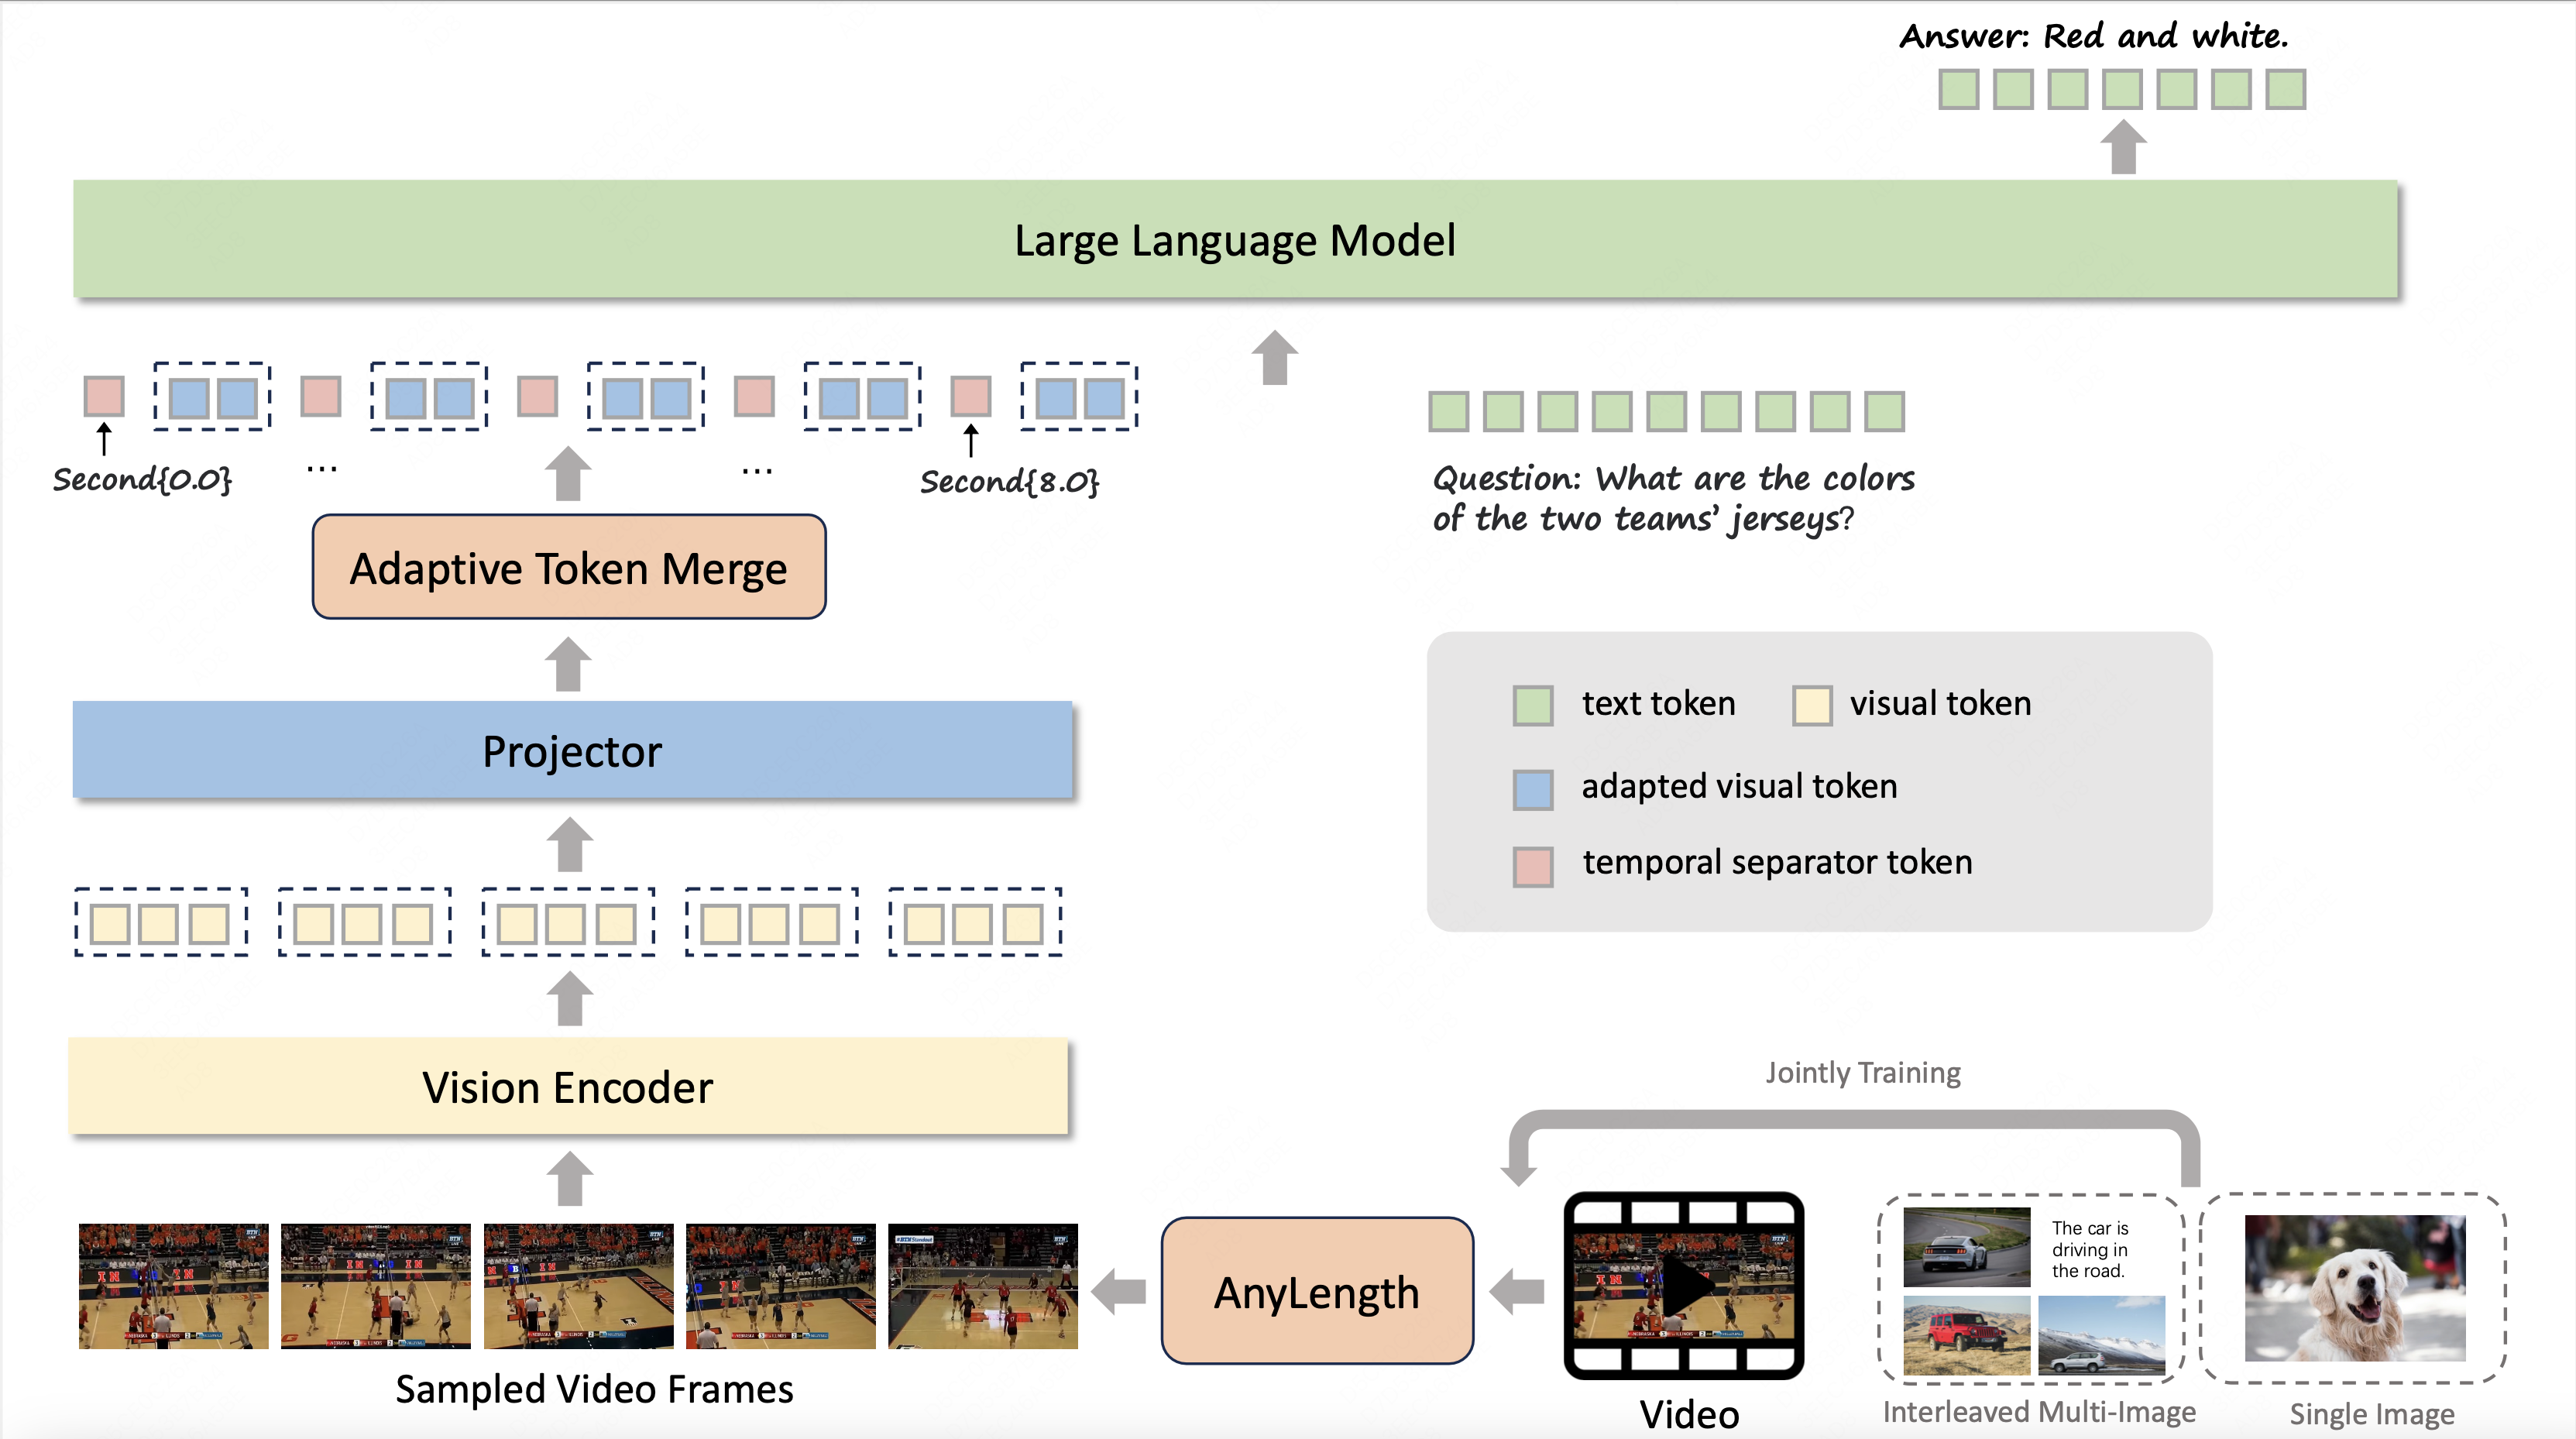 Answer: Red and white.
Large Language Model
Second{0.0}
...
...
Second{8.0}
Question: What are the colors
of the two teams' jerseys?
Adaptive Token Merge
text token
visual token
Projector
adapted visual token
temporal separator token
Vision Encoder
Jointly Training
AnyLength
The car is
driving in
the road.
Sampled Video Frames
Video
Interleaved Multi-Image
Single Image